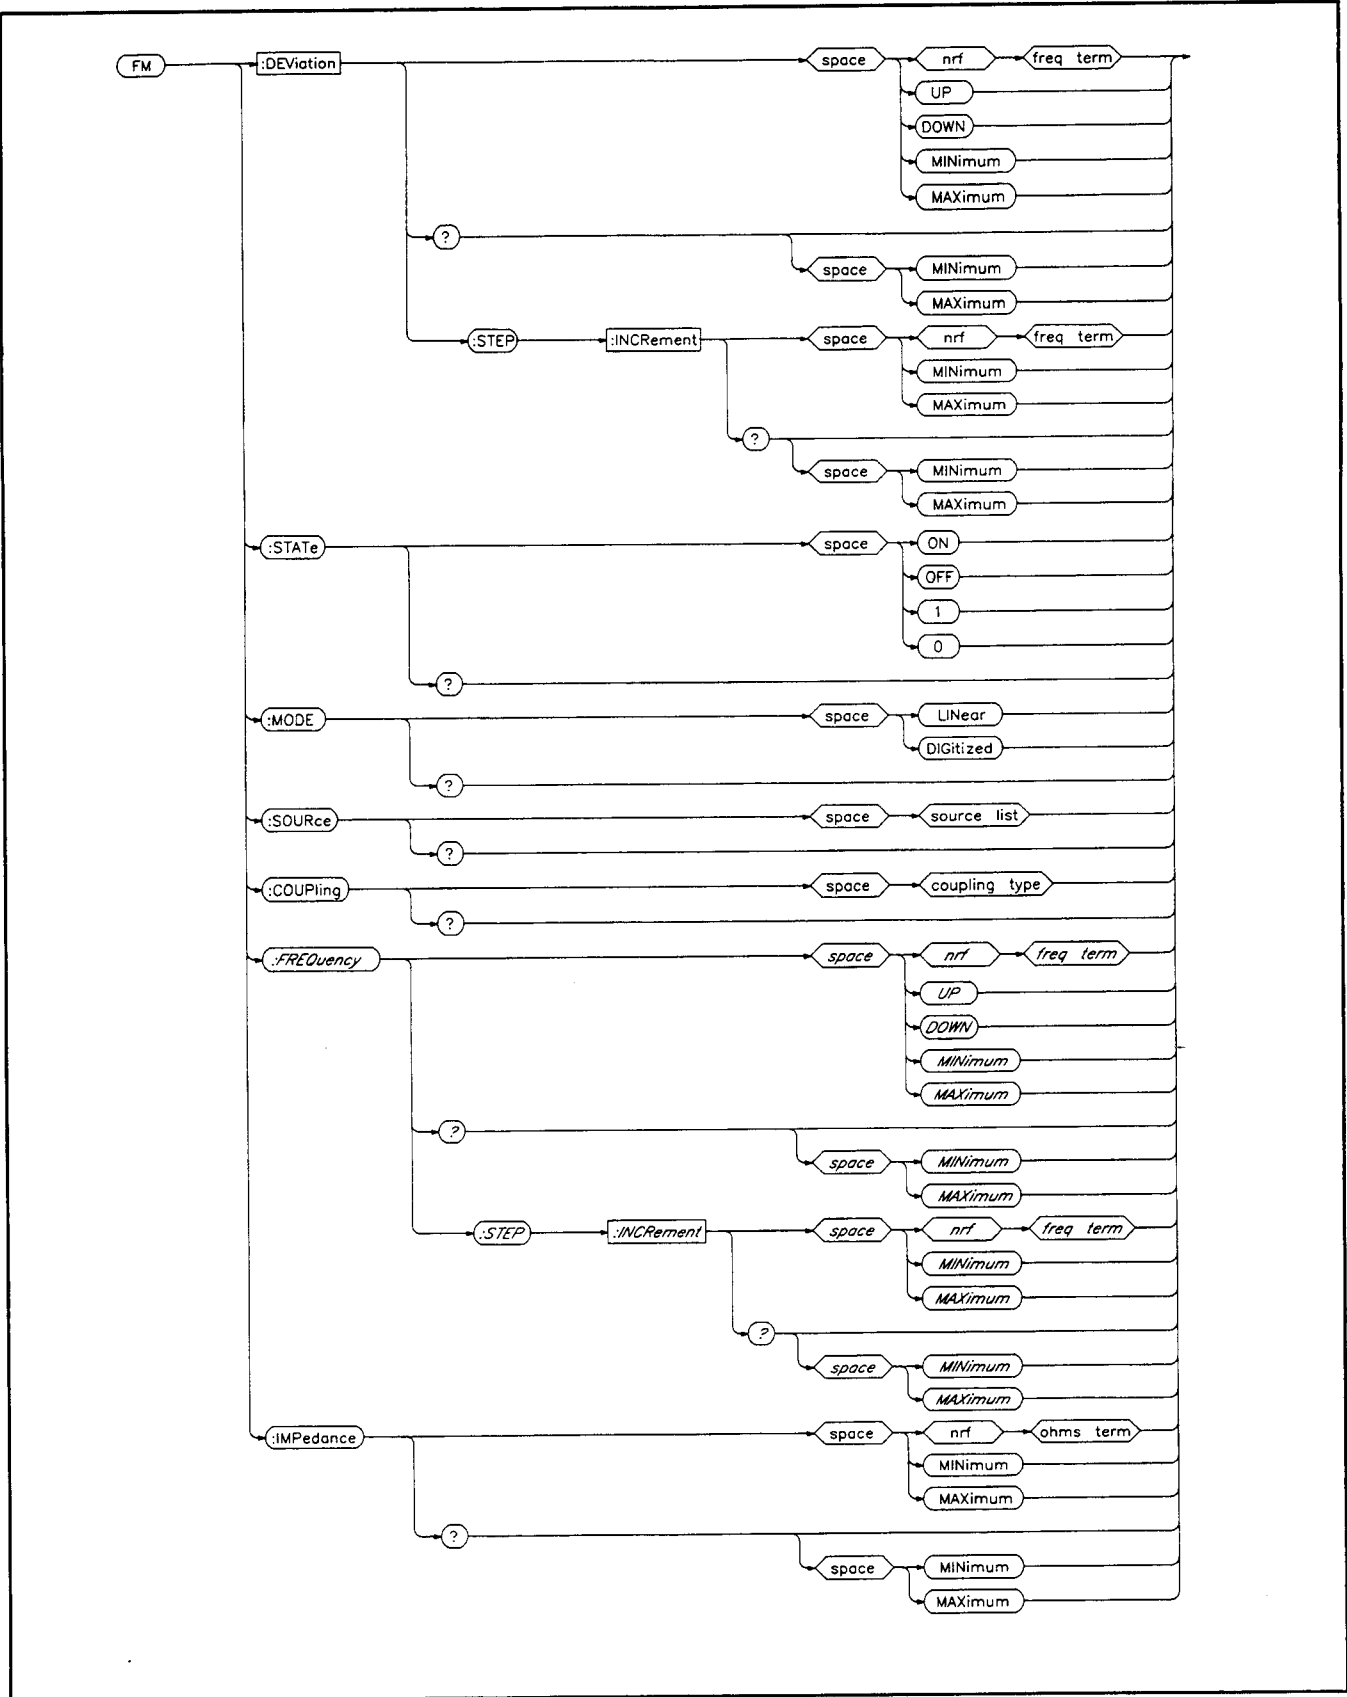 FM :DEViation space nrf freq term
UP
DOWN
MINimum
MAXimum
?
space MINimum
MAXimum
:STEP :INCRement space nrf freq term
MINimum
MAXimum
?
space MINimum
MAXimum
:STATe space ON
OFF
1
0
?
:MODE space LINear
DIGitized
?
:SOURce space source list
?
:COUPling space coupling type
?
:FREQuency space nrf freq term
UP
DOWN
MINimum
MAXimum
?
space MINimum
MAXimum
:STEP :INCRement space nrf freq term
MINimum
MAXimum
?
space MINimum
MAXimum
:IMPedance space nrf ohms term
MINimum
MAXimum
?
space MINimum
MAXimum